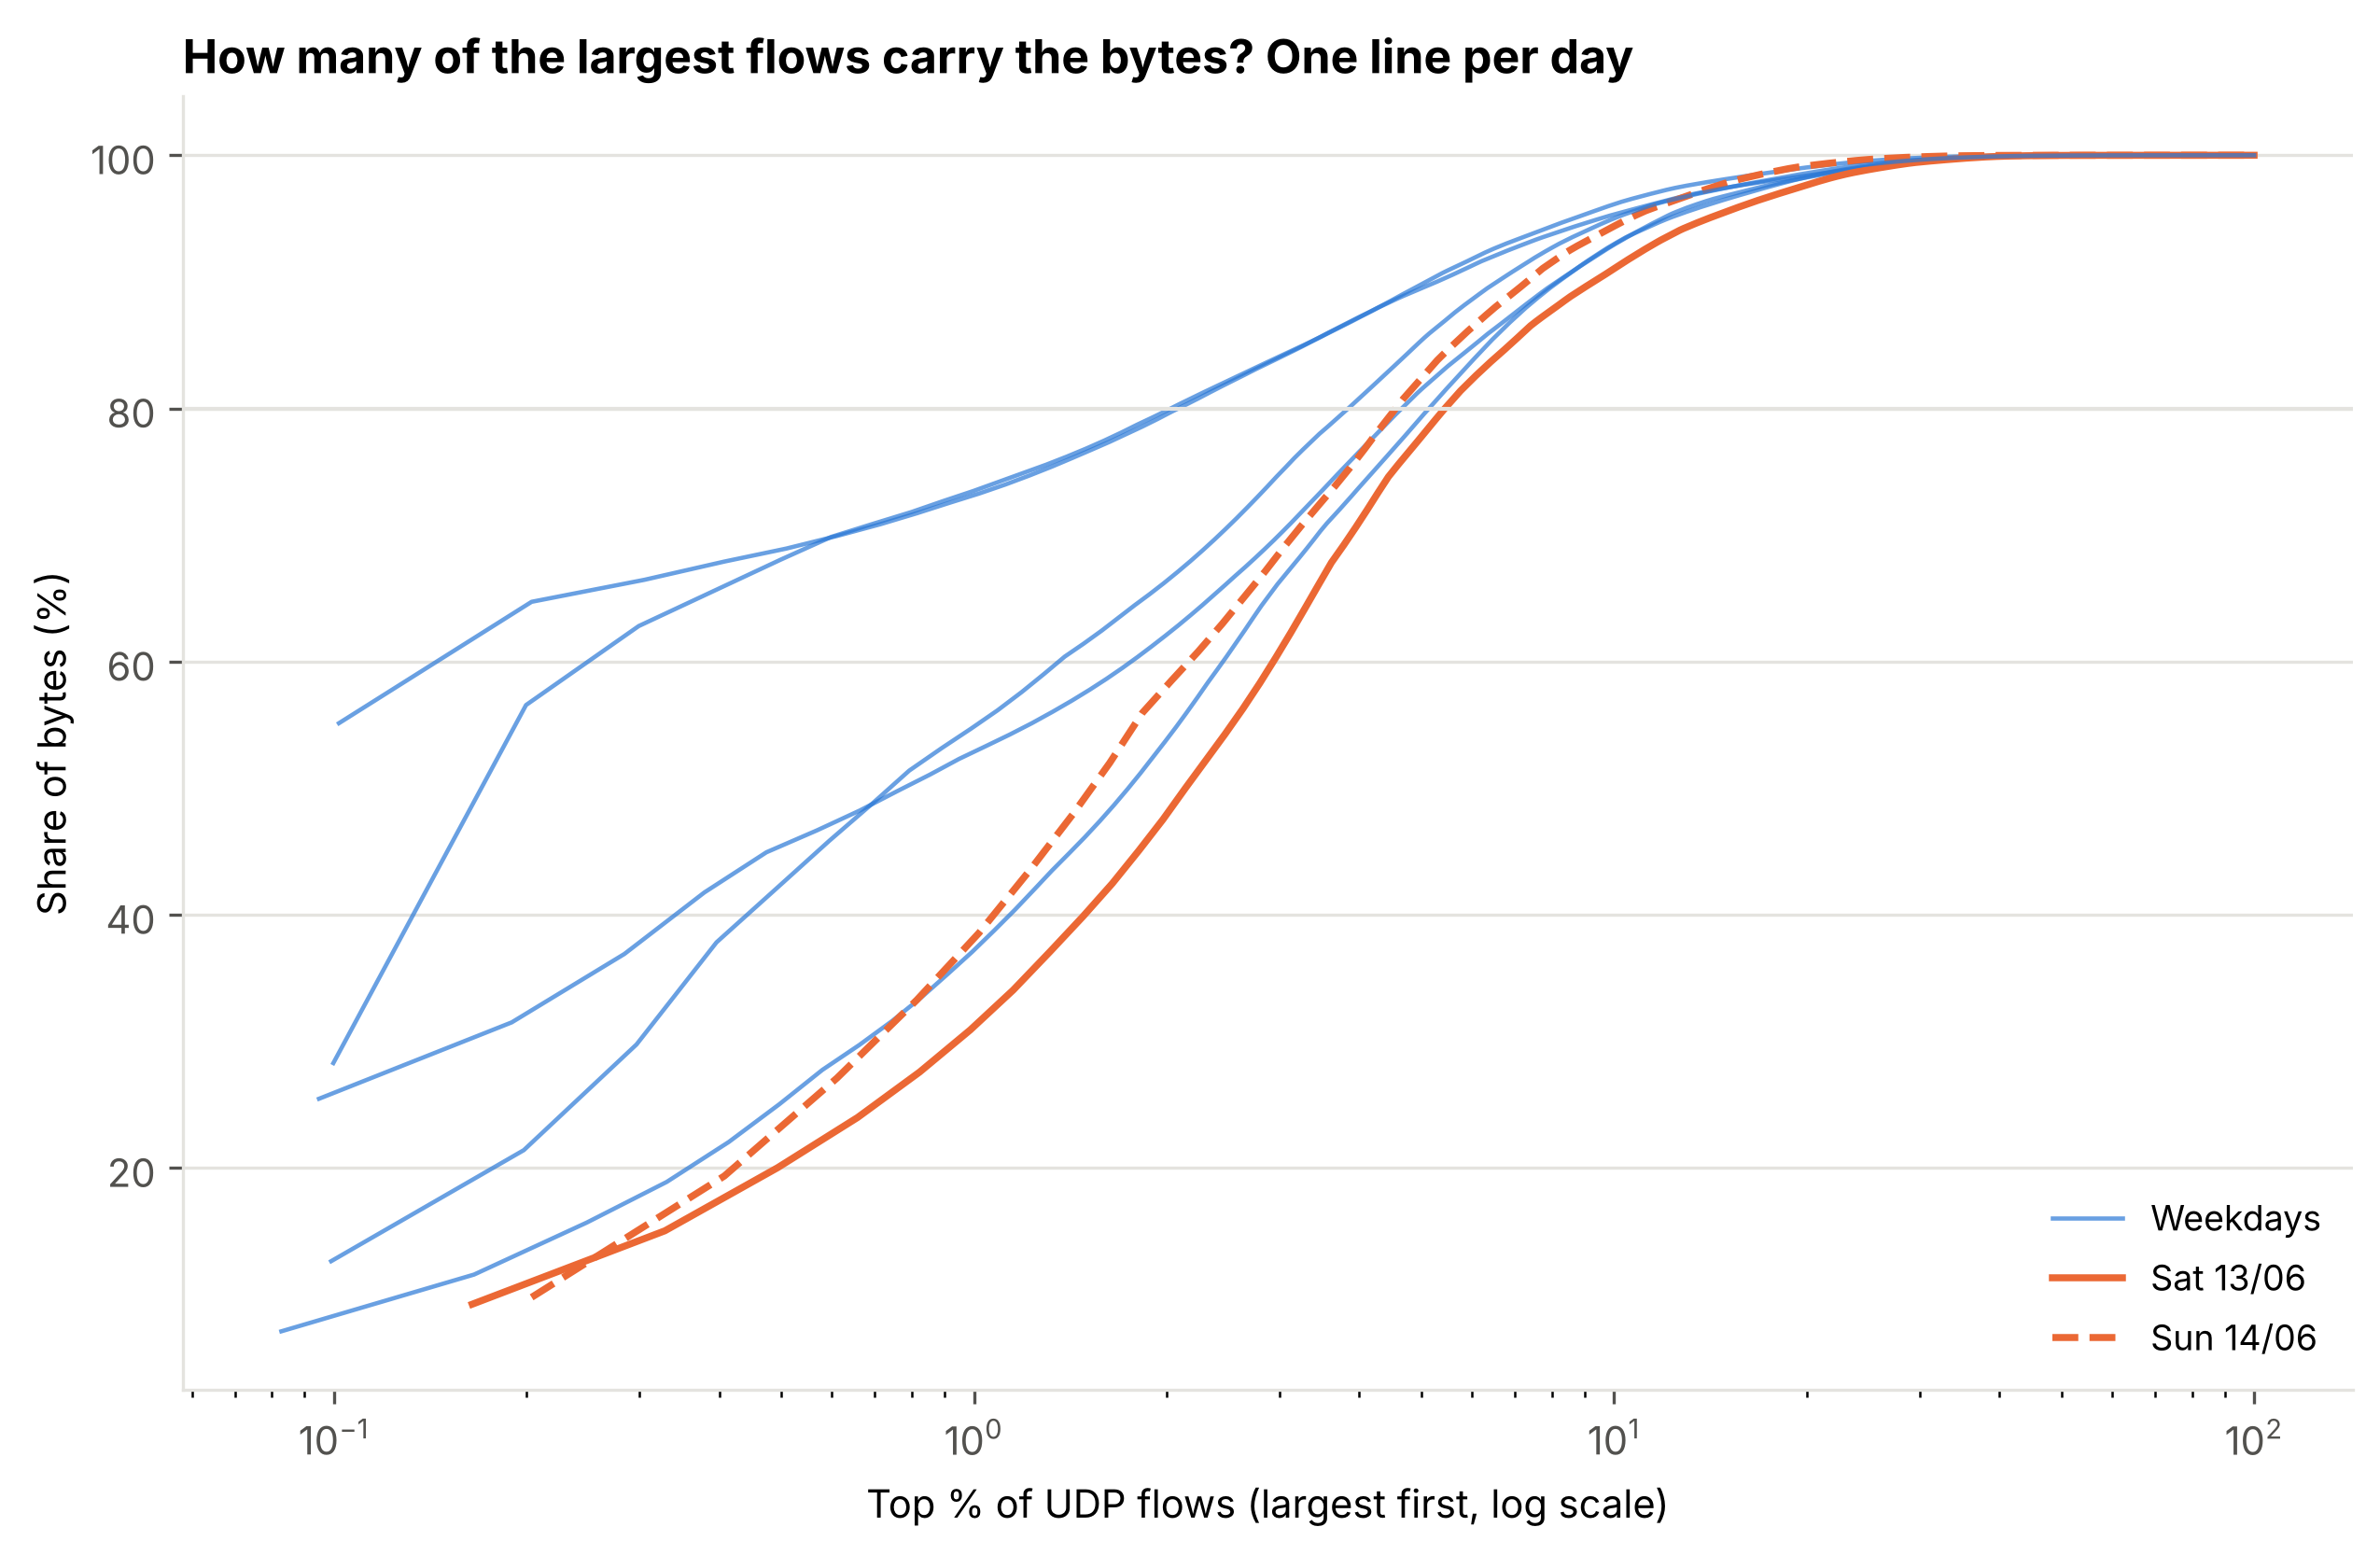 How many of the largest flows carry the bytes? One line per day
Share of bytes (%)
100
80
60
40
20
Weekdays
Sat 13/06
Sun 14/06
10⁻¹
10⁰
10¹
10²
Top % of UDP flows (largest first, log scale)